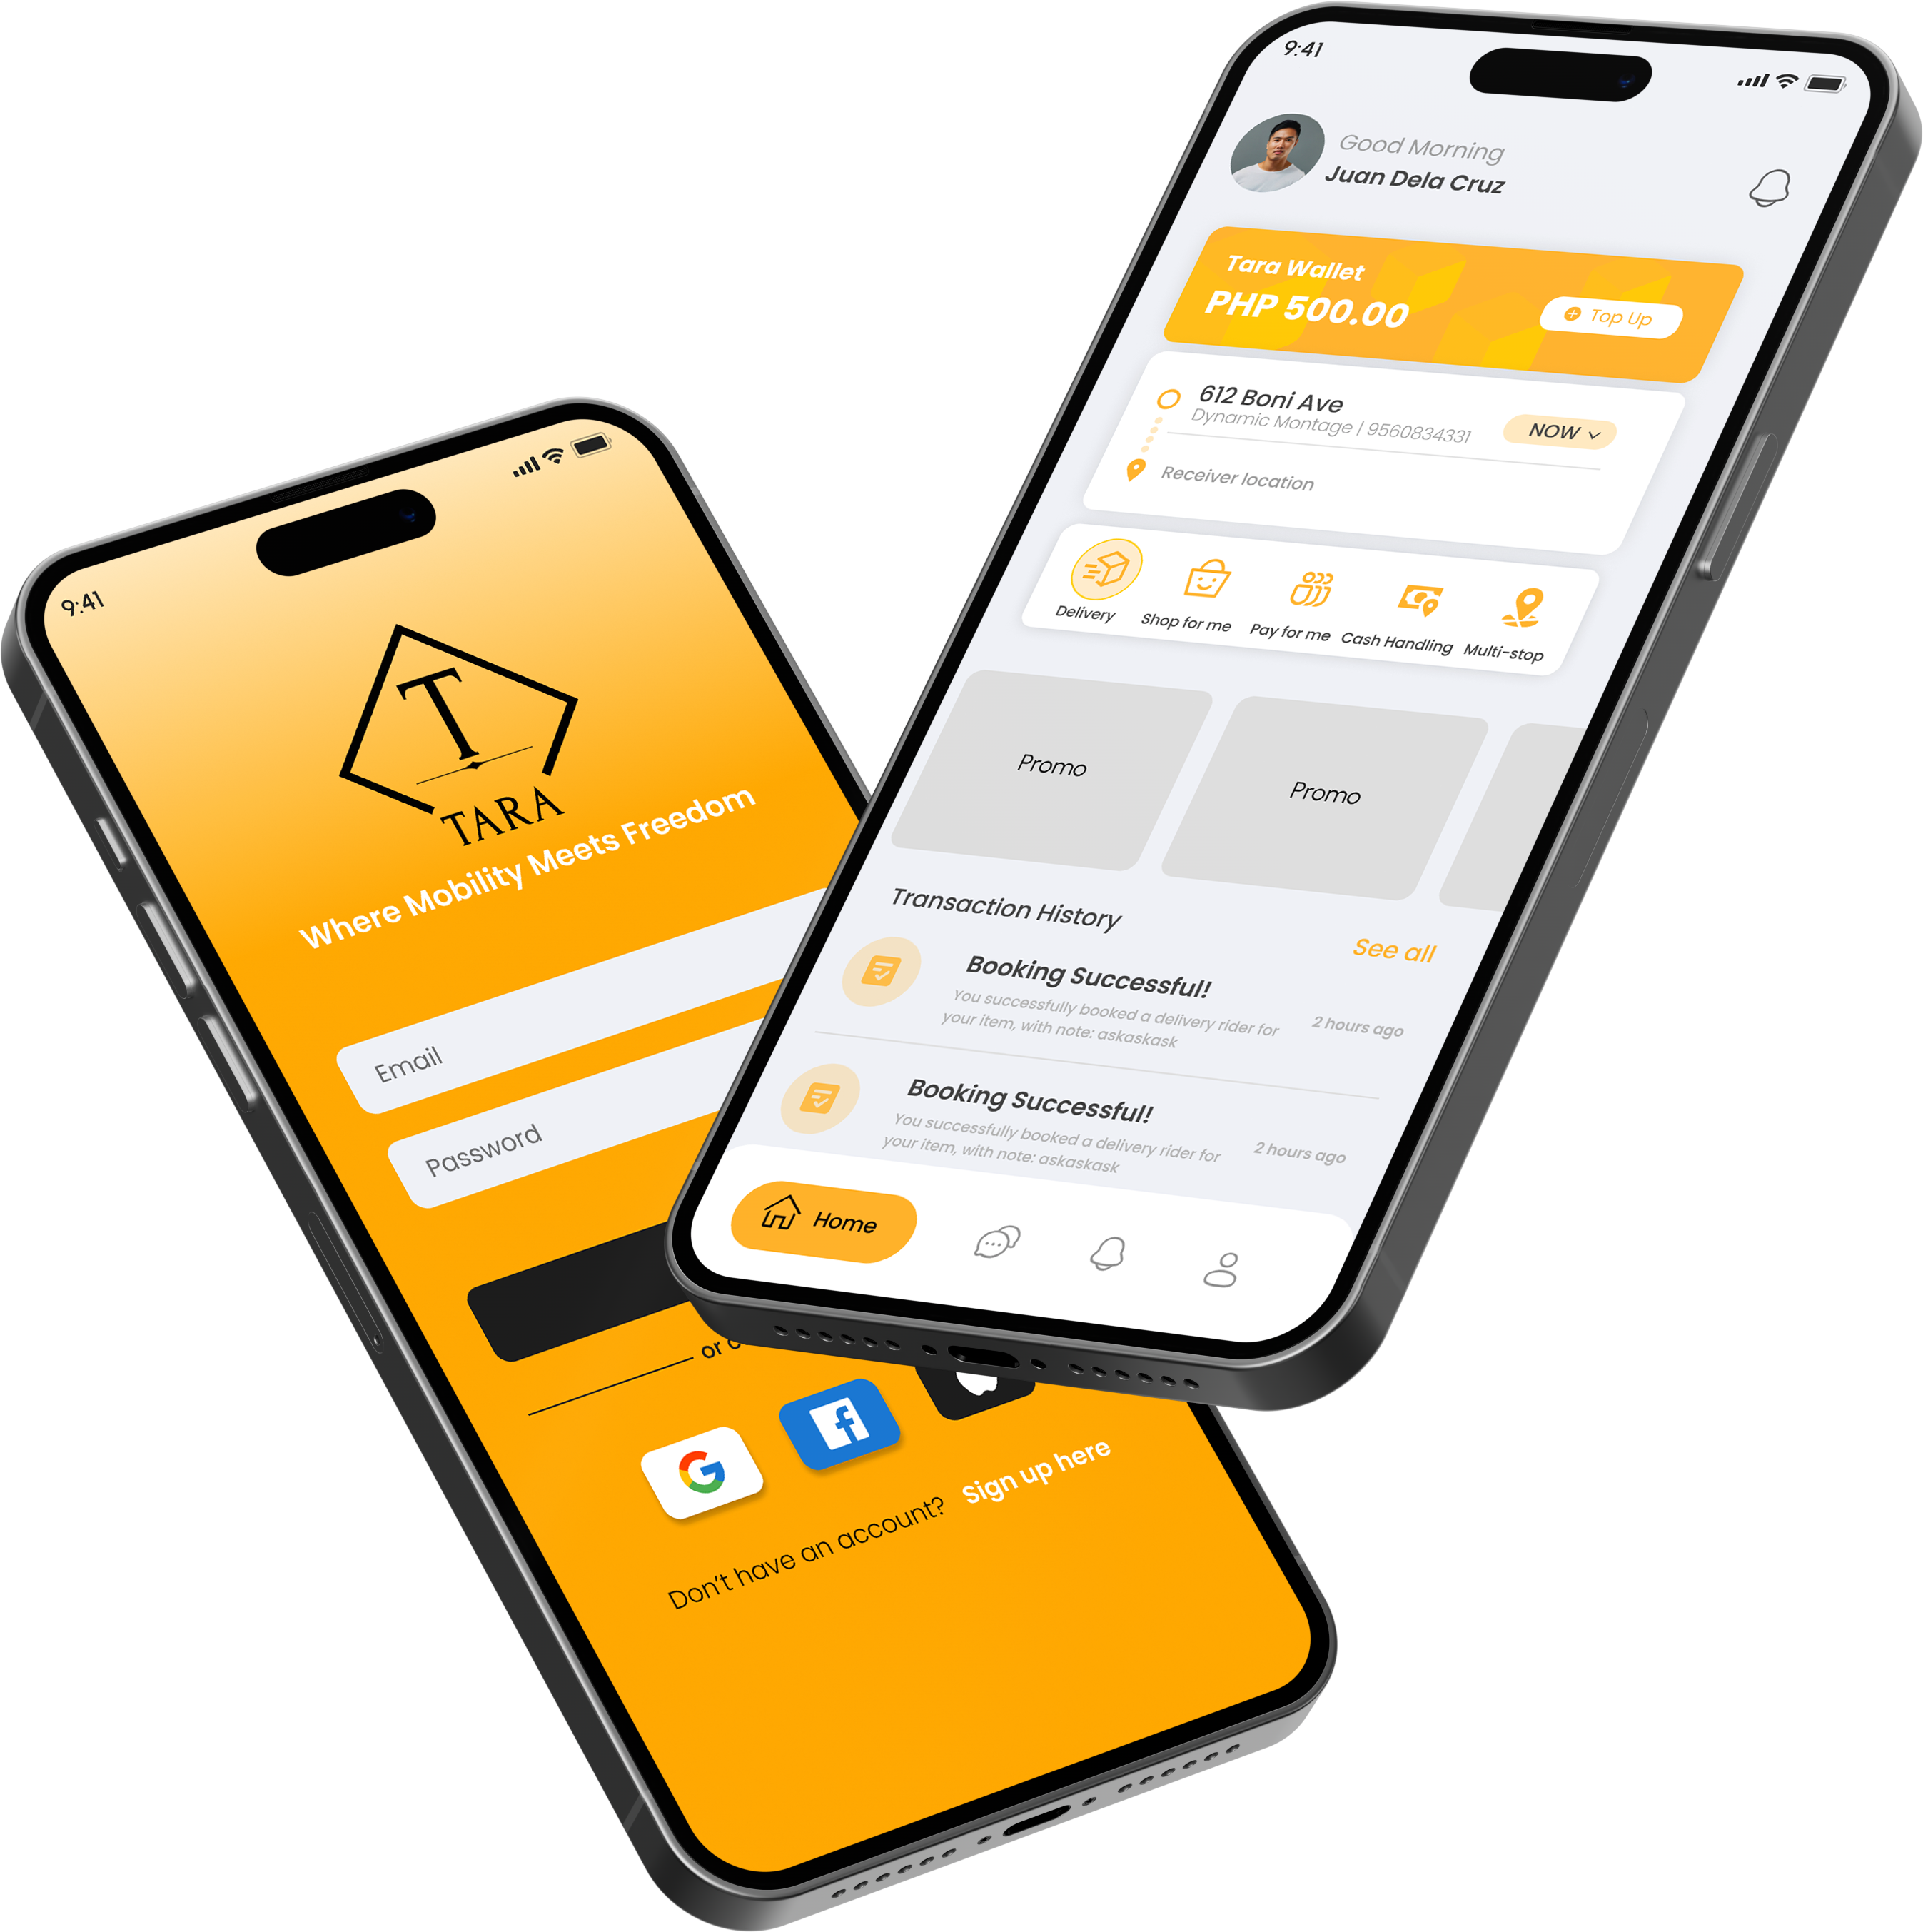 9:41
T
TARA
Where Mobility Meets Freedom
Email
Password
or
Don't have an account? Sign up here
9:41
Good Morning
Juan Dela Cruz
Tara Wallet
PHP 500.00
Top Up
612 Boni Ave
Dynamic Montage | 9560834331
NOW
Receiver location
Delivery
Shop for me
Pay for me
Cash Handling
Multi-stop
Promo
Promo
Transaction History
See all
Booking Successful!
You successfully booked a delivery rider for
your item, with note: askaskask
2 hours ago
Booking Successful!
You successfully booked a delivery rider for
your item, with note: askaskask
2 hours ago
Home